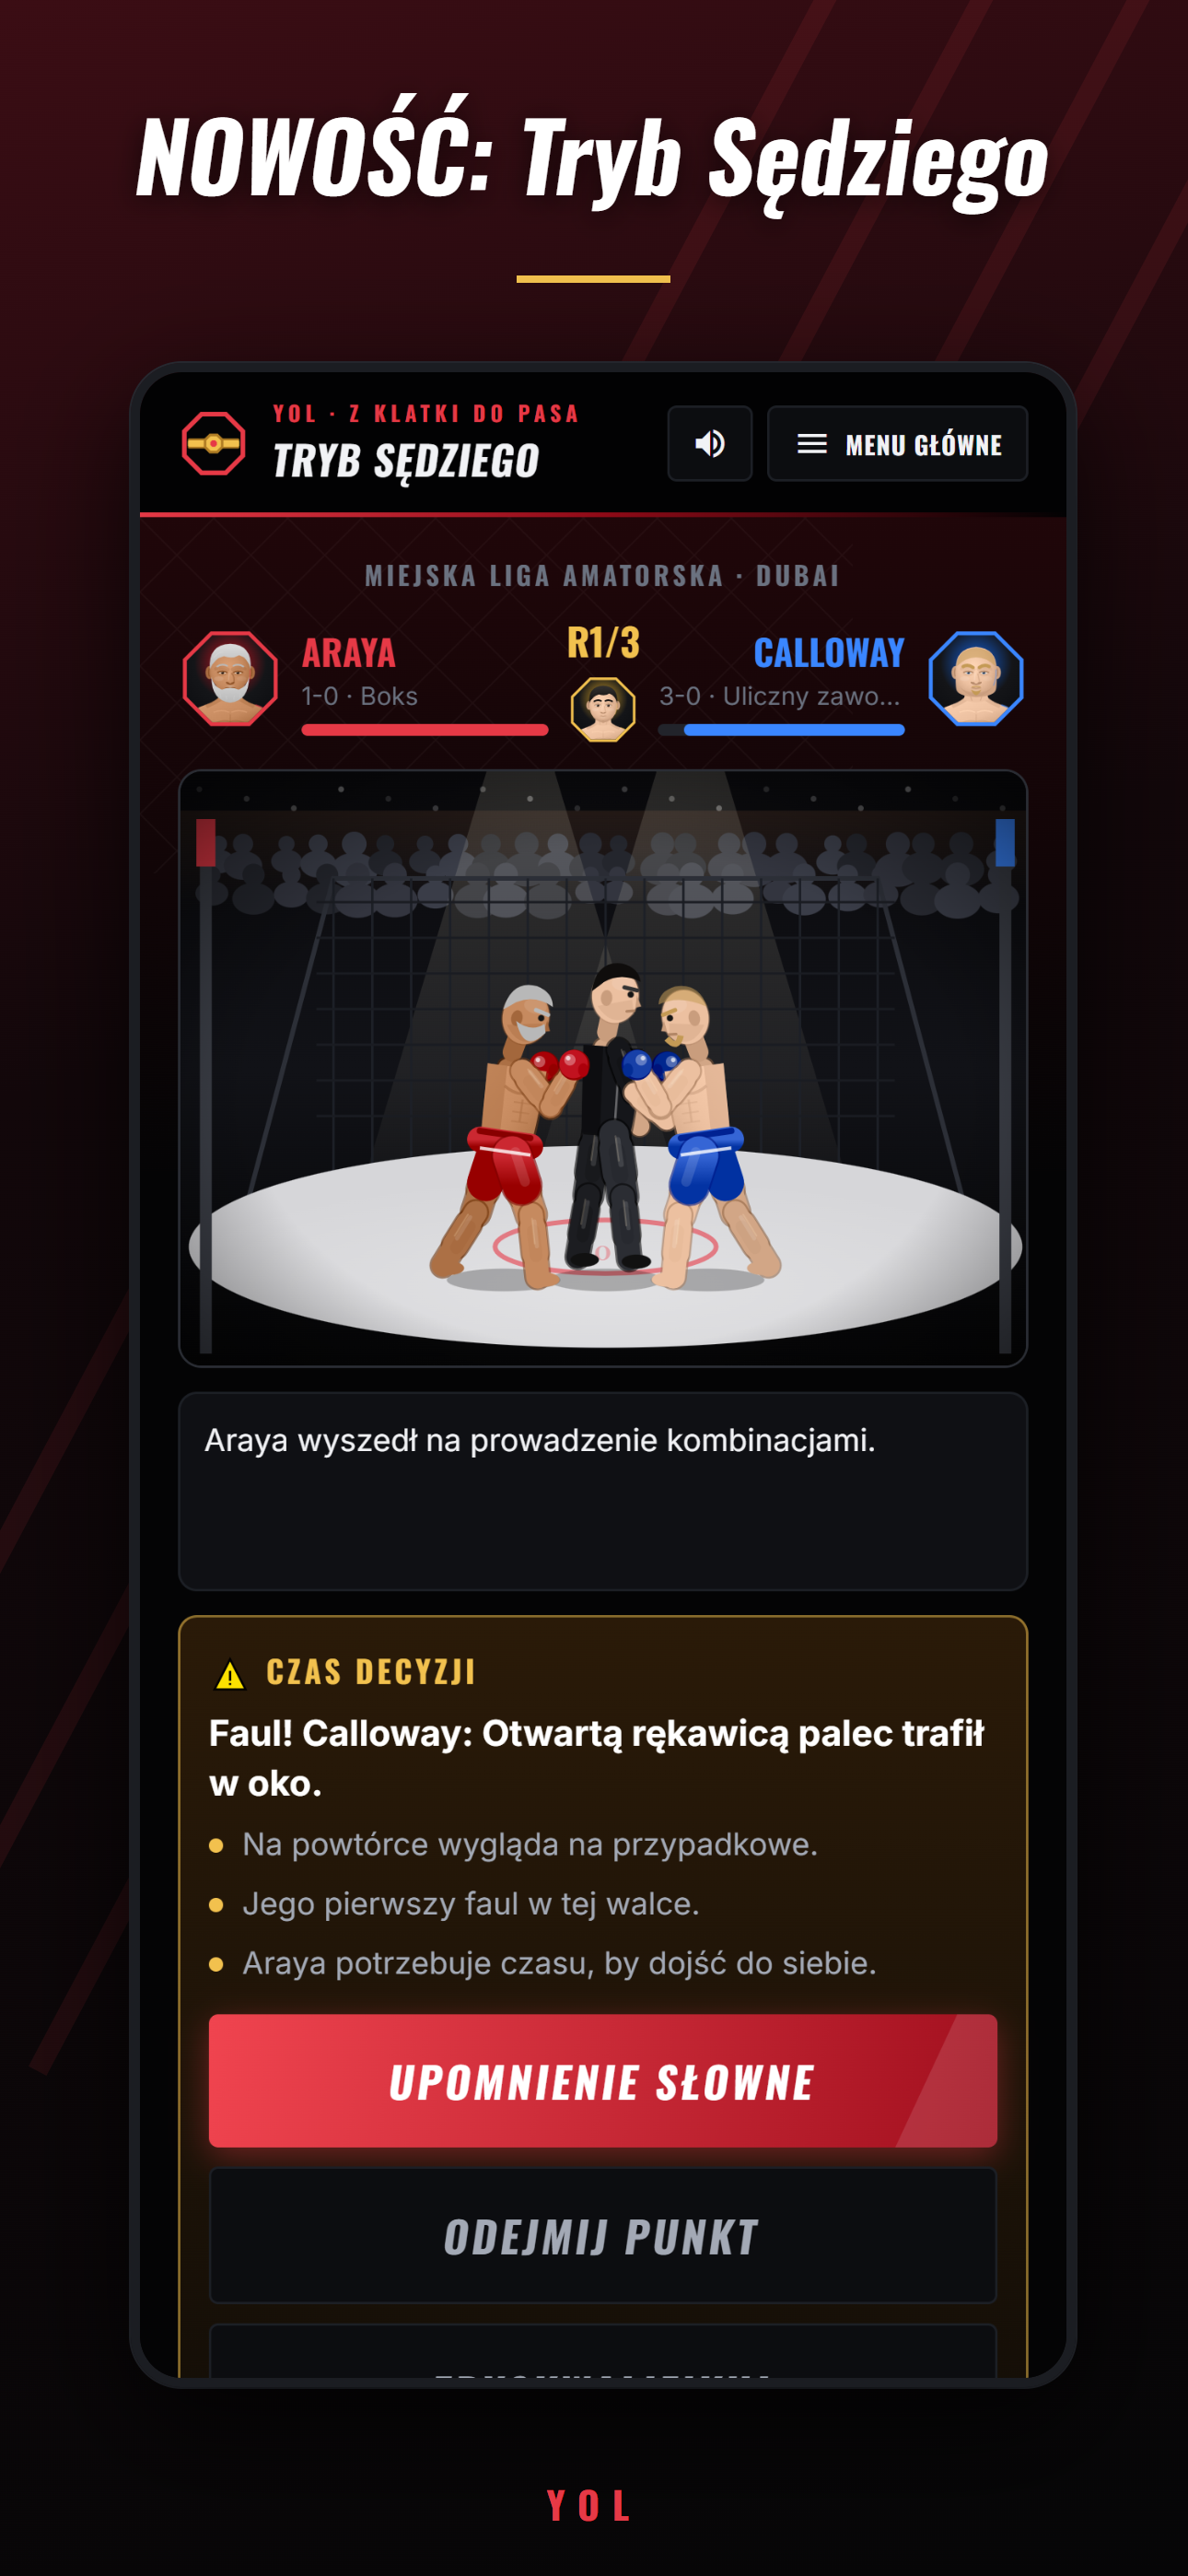 NOWOŚĆ: Tryb Sędziego
YOL · Z KLATKI DO PASA
TRYB SĘDZIEGO
MENU GŁÓWNE
MIEJSKA LIGA AMATORSKA · DUBAI
ARAYA
R1/3
CALLOWAY
1-0 · Boks
3-0 · Uliczny zawo...
Araya wyszedł na prowadzenie kombinacjami.
CZAS DECYZJI
Faul! Calloway: Otwartą rękawicą palec trafił
w oko.
Na powtórce wygląda na przypadkowe.
Jego pierwszy faul w tej walce.
Araya potrzebuje czasu, by dojść do siebie.
UPOMNIENIE SŁOWNE
ODEJMIJ PUNKT
YOL